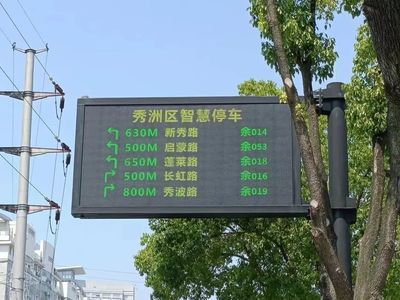 秀洲区智慧停车
630M 新秀路 余014
500M 启蒙路 余053
650M 蓬莱路 余018
500M 长虹路 余016
800M 秀波路 余019